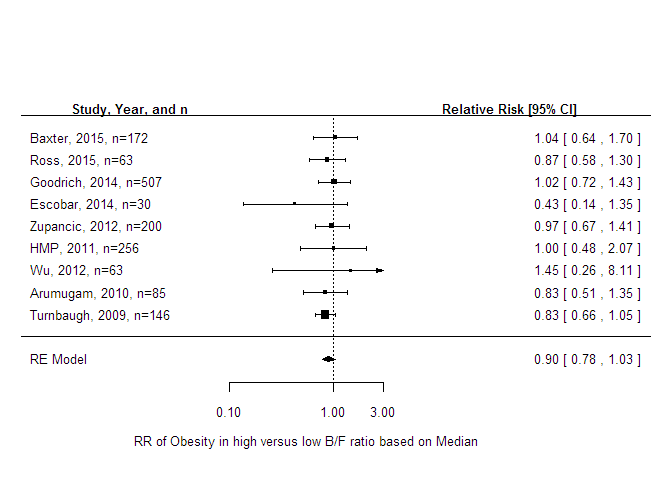 Study, Year, and n Relative Risk [95% CI]
Baxter, 2015, n=172 1.04 [ 0.64 , 1.70 ]
Ross, 2015, n=63 0.87 [ 0.58 , 1.30 ]
Goodrich, 2014, n=507 1.02 [ 0.72 , 1.43 ]
Escobar, 2014, n=30 0.43 [ 0.14 , 1.35 ]
Zupancic, 2012, n=200 0.97 [ 0.67 , 1.41 ]
HMP, 2011, n=256 1.00 [ 0.48 , 2.07 ]
Wu, 2012, n=63 1.45 [ 0.26 , 8.11 ]
Arumugam, 2010, n=85 0.83 [ 0.51 , 1.35 ]
Turnbaugh, 2009, n=146 0.83 [ 0.66 , 1.05 ]
RE Model 0.90 [ 0.78 , 1.03 ]
0.10 1.00 3.00
RR of Obesity in high versus low B/F ratio based on Median